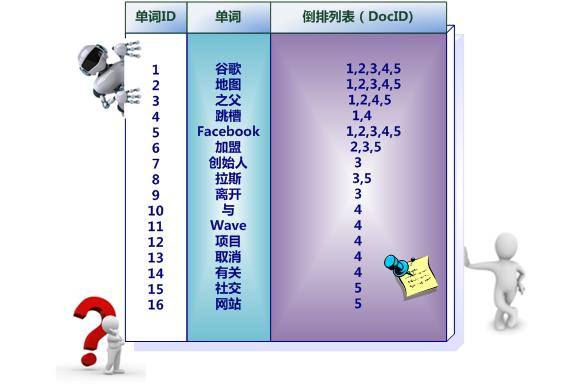 单词ID 单词 倒排列表（DocID)
1 谷歌 1,2,3,4,5
2 地图 1,2,3,4,5
3 之父 1,2,4,5
4 跳槽 1,4
5 Facebook 1,2,3,4,5
6 加盟 2,3,5
7 创始人 3
8 拉斯 3,5
9 离开 3
10 与 4
11 Wave 4
12 项目 4
13 取消 4
14 有关 4
15 社交 5
16 网站 5